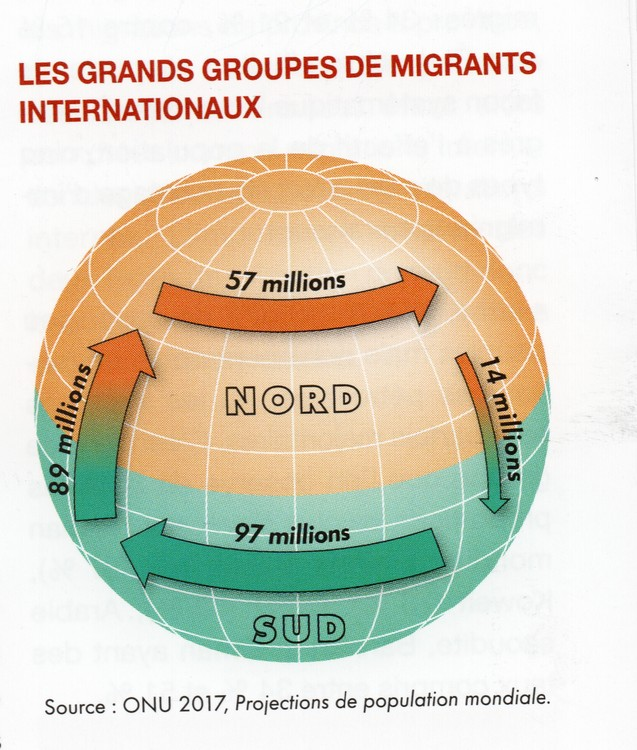 LES GRANDS GROUPES DE MIGRANTS
INTERNATIONAUX
57 millions
89 millions
14 millions
NORD
97 millions
SUD
Source : ONU 2017, Projections de population mondiale.